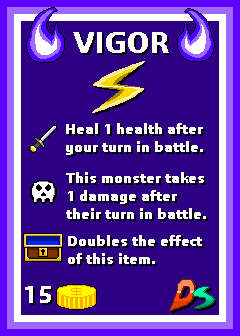 VIGOR
Heal 1 health after
your turn in battle.
This monster takes
1 damage after
their turn in battle.
Doubles the effect
of this item.
15
DS